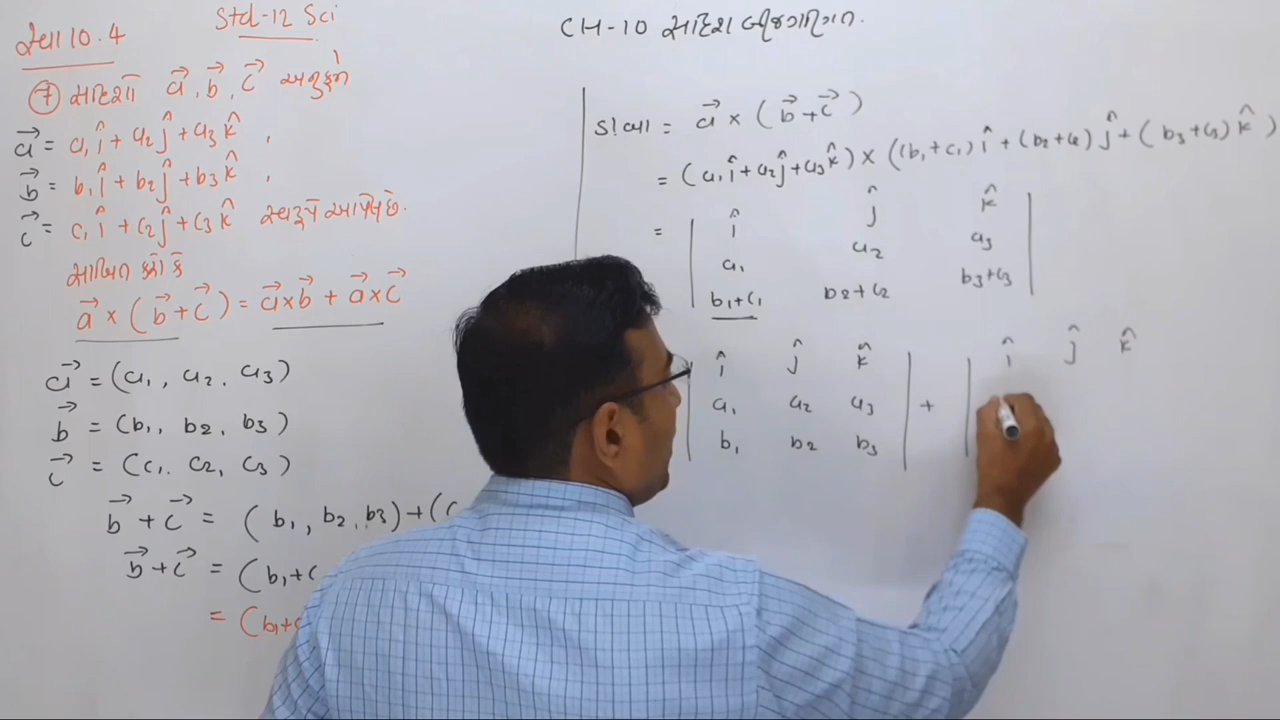 સ્વા 10.4
Std-12 Sci
CH-10 સદિશ બીજગણિત.
⑦ સદિશો a⃗, b⃗, c⃗ અનુક્રમે
a⃗ = a₁î + a₂ĵ + a₃k̂ ,
b⃗ = b₁î + b₂ĵ + b₃k̂ ,
c⃗ = c₁î + c₂ĵ + c₃k̂ સ્વરૂપે આપેલ છે.
સાબિત કરો કે
a⃗ × (b⃗ + c⃗) = a⃗ × b⃗ + a⃗ × c⃗
a⃗ = (a₁, a₂, a₃)
b⃗ = (b₁, b₂, b₃)
c⃗ = (c₁. c₂, c₃)
b⃗ + c⃗ = (b₁, b₂, b₃) + (c
b⃗ + c⃗ = (b₁+c
= (b₁+c
ડા.બા = a⃗ × (b⃗ + c⃗)
= (a₁î + a₂ĵ + a₃k̂) × ((b₁+c₁)î + (b₂+c₂)ĵ + (b₃+c₃)k̂)
= | î ĵ k̂ |
a₁ a₂ a₃
b₁+c₁ b₂+c₂ b₃+c₃
| î ĵ k̂ | + | î ĵ k̂
a₁ a₂ a₃
b₁ b₂ b₃